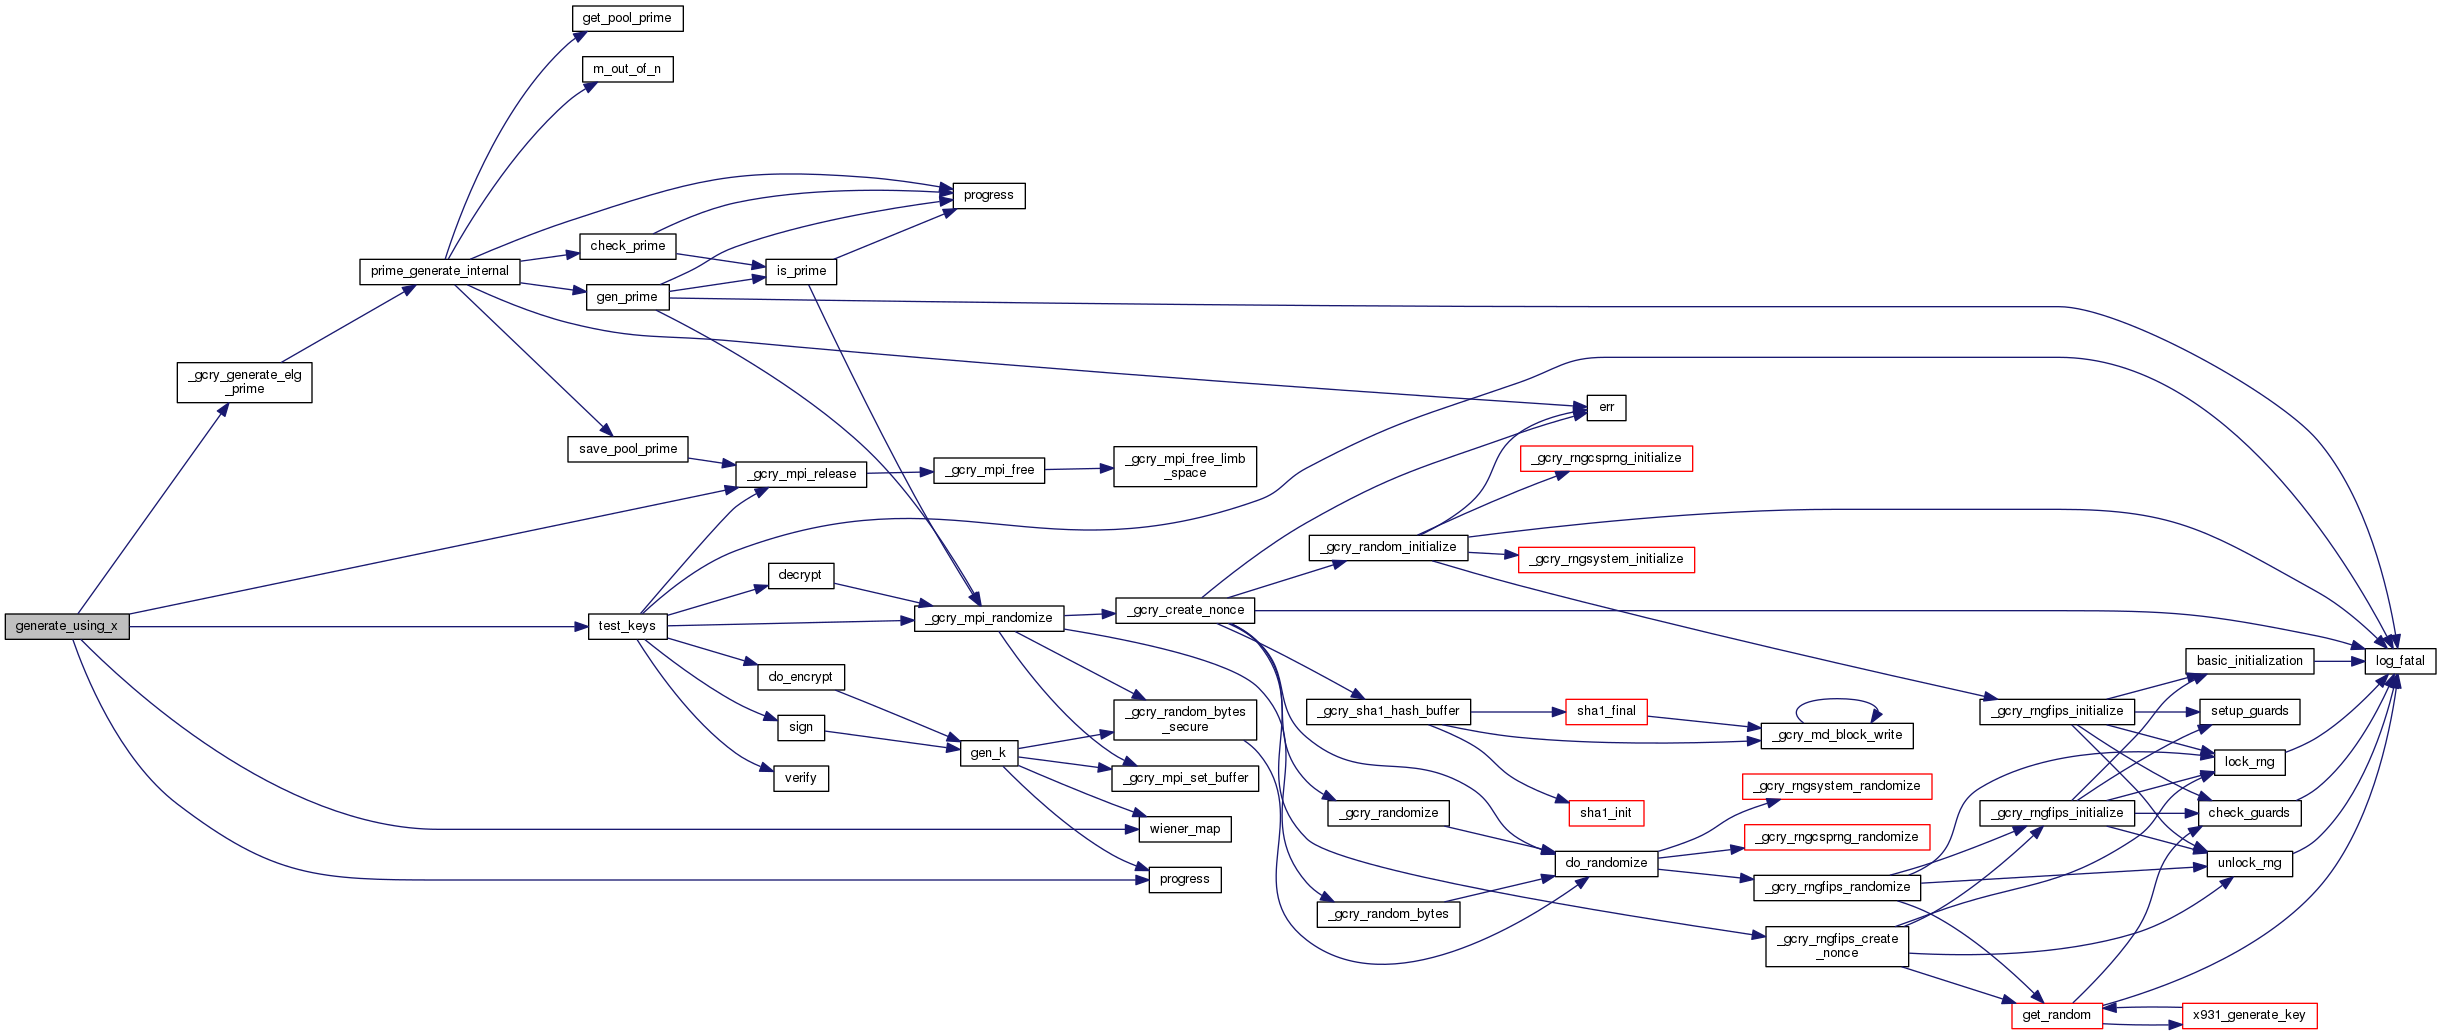 get_pool_prime
m_out_of_n
progress
check_prime
prime_generate_internal
is_prime
gen_prime
_gcry_generate_elg
_prime
err
save_pool_prime
_gcry_mpi_release
_gcry_mpi_free
_gcry_mpi_free_limb
_space
_gcry_rngcsprng_initialize
_gcry_random_initialize
_gcry_rngsystem_initialize
decrypt
generate_using_x
test_keys
_gcry_mpi_randomize
_gcry_create_nonce
basic_initialization
log_fatal
do_encrypt
_gcry_random_bytes
_secure
_gcry_sha1_hash_buffer
sha1_final
_gcry_rngfips_initialize
setup_guards
sign
_gcry_md_block_write
gen_k
lock_rng
verify
_gcry_mpi_set_buffer
_gcry_rngsystem_randomize
_gcry_randomize
sha1_init
_gcry_rngfips_initialize
check_guards
wiener_map
_gcry_rngcsprng_randomize
do_randomize
unlock_rng
progress
_gcry_rngfips_randomize
_gcry_random_bytes
_gcry_rngfips_create
_nonce
get_random
x931_generate_key